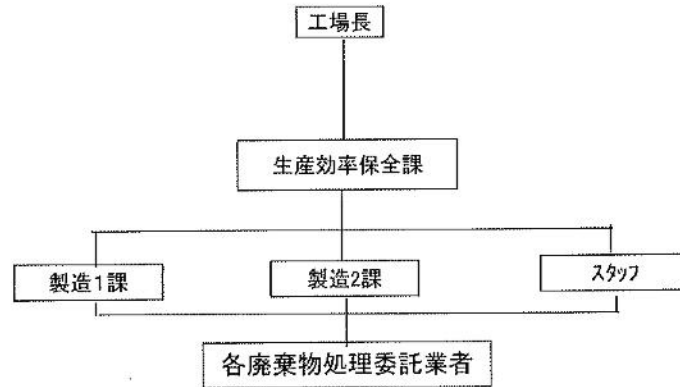 工場長
生産効率保全課
製造1課
製造2課
スタッフ
各廃棄物処理委託業者